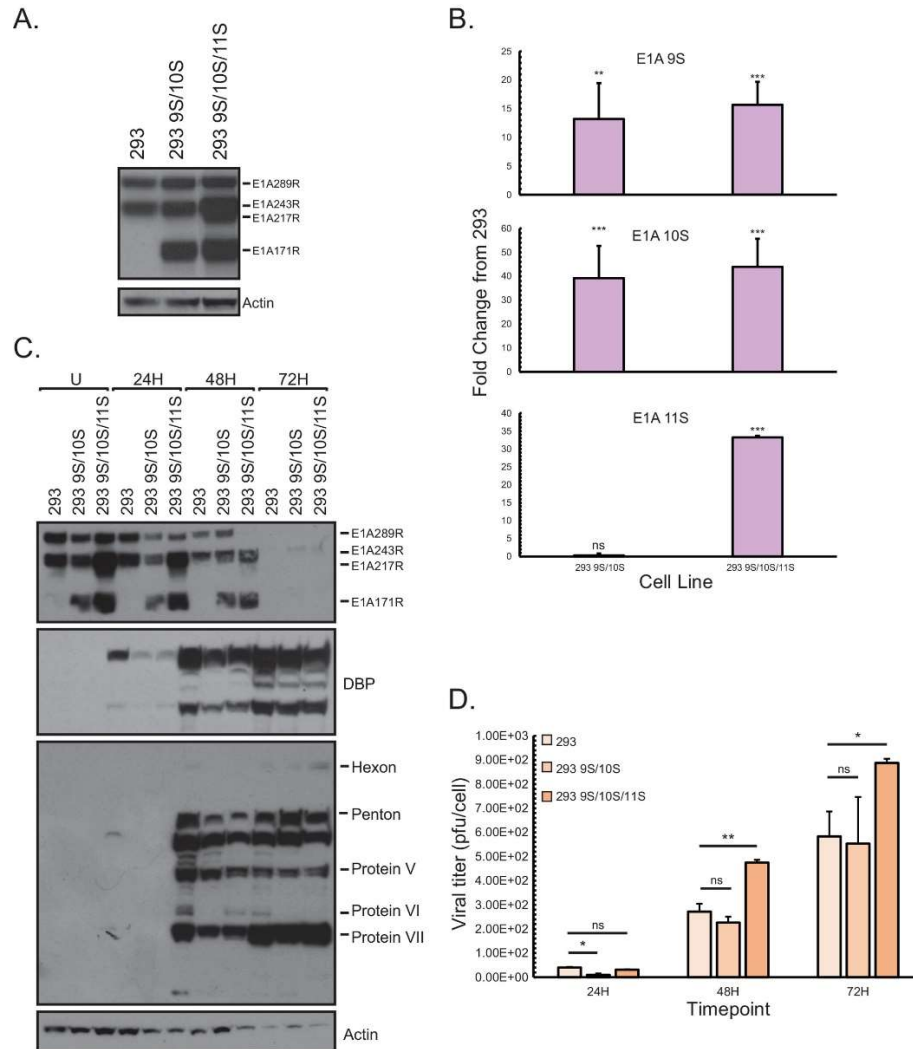 A.
293
293 9S/10S
293 9S/10S/11S
E1A289R
E1A243R
E1A217R
E1A171R
Actin
B.
E1A 9S
25
20
15
10
5
0
**
***
E1A 10S
60
50
40
30
20
10
0
***
***
E1A 11S
40
35
30
25
20
15
10
5
0
ns
***
Fold Change from 293
293 9S/10S
293 9S/10S/11S
Cell Line
C.
U
24H
48H
72H
293
293 9S/10S
293 9S/10S/11S
293
293 9S/10S
293 9S/10S/11S
293
293 9S/10S
293 9S/10S/11S
293
293 9S/10S
293 9S/10S/11S
E1A289R
E1A243R
E1A217R
E1A171R
DBP
Hexon
Penton
Protein V
Protein VI
Protein VII
Actin
D.
1.00E+03
9.00E+02
8.00E+02
7.00E+02
6.00E+02
5.00E+02
4.00E+02
3.00E+02
2.00E+02
1.00E+02
0.00E+00
Viral titer (pfu/cell)
293
293 9S/10S
293 9S/10S/11S
ns
*
**
ns
*
ns
24H
48H
72H
Timepoint